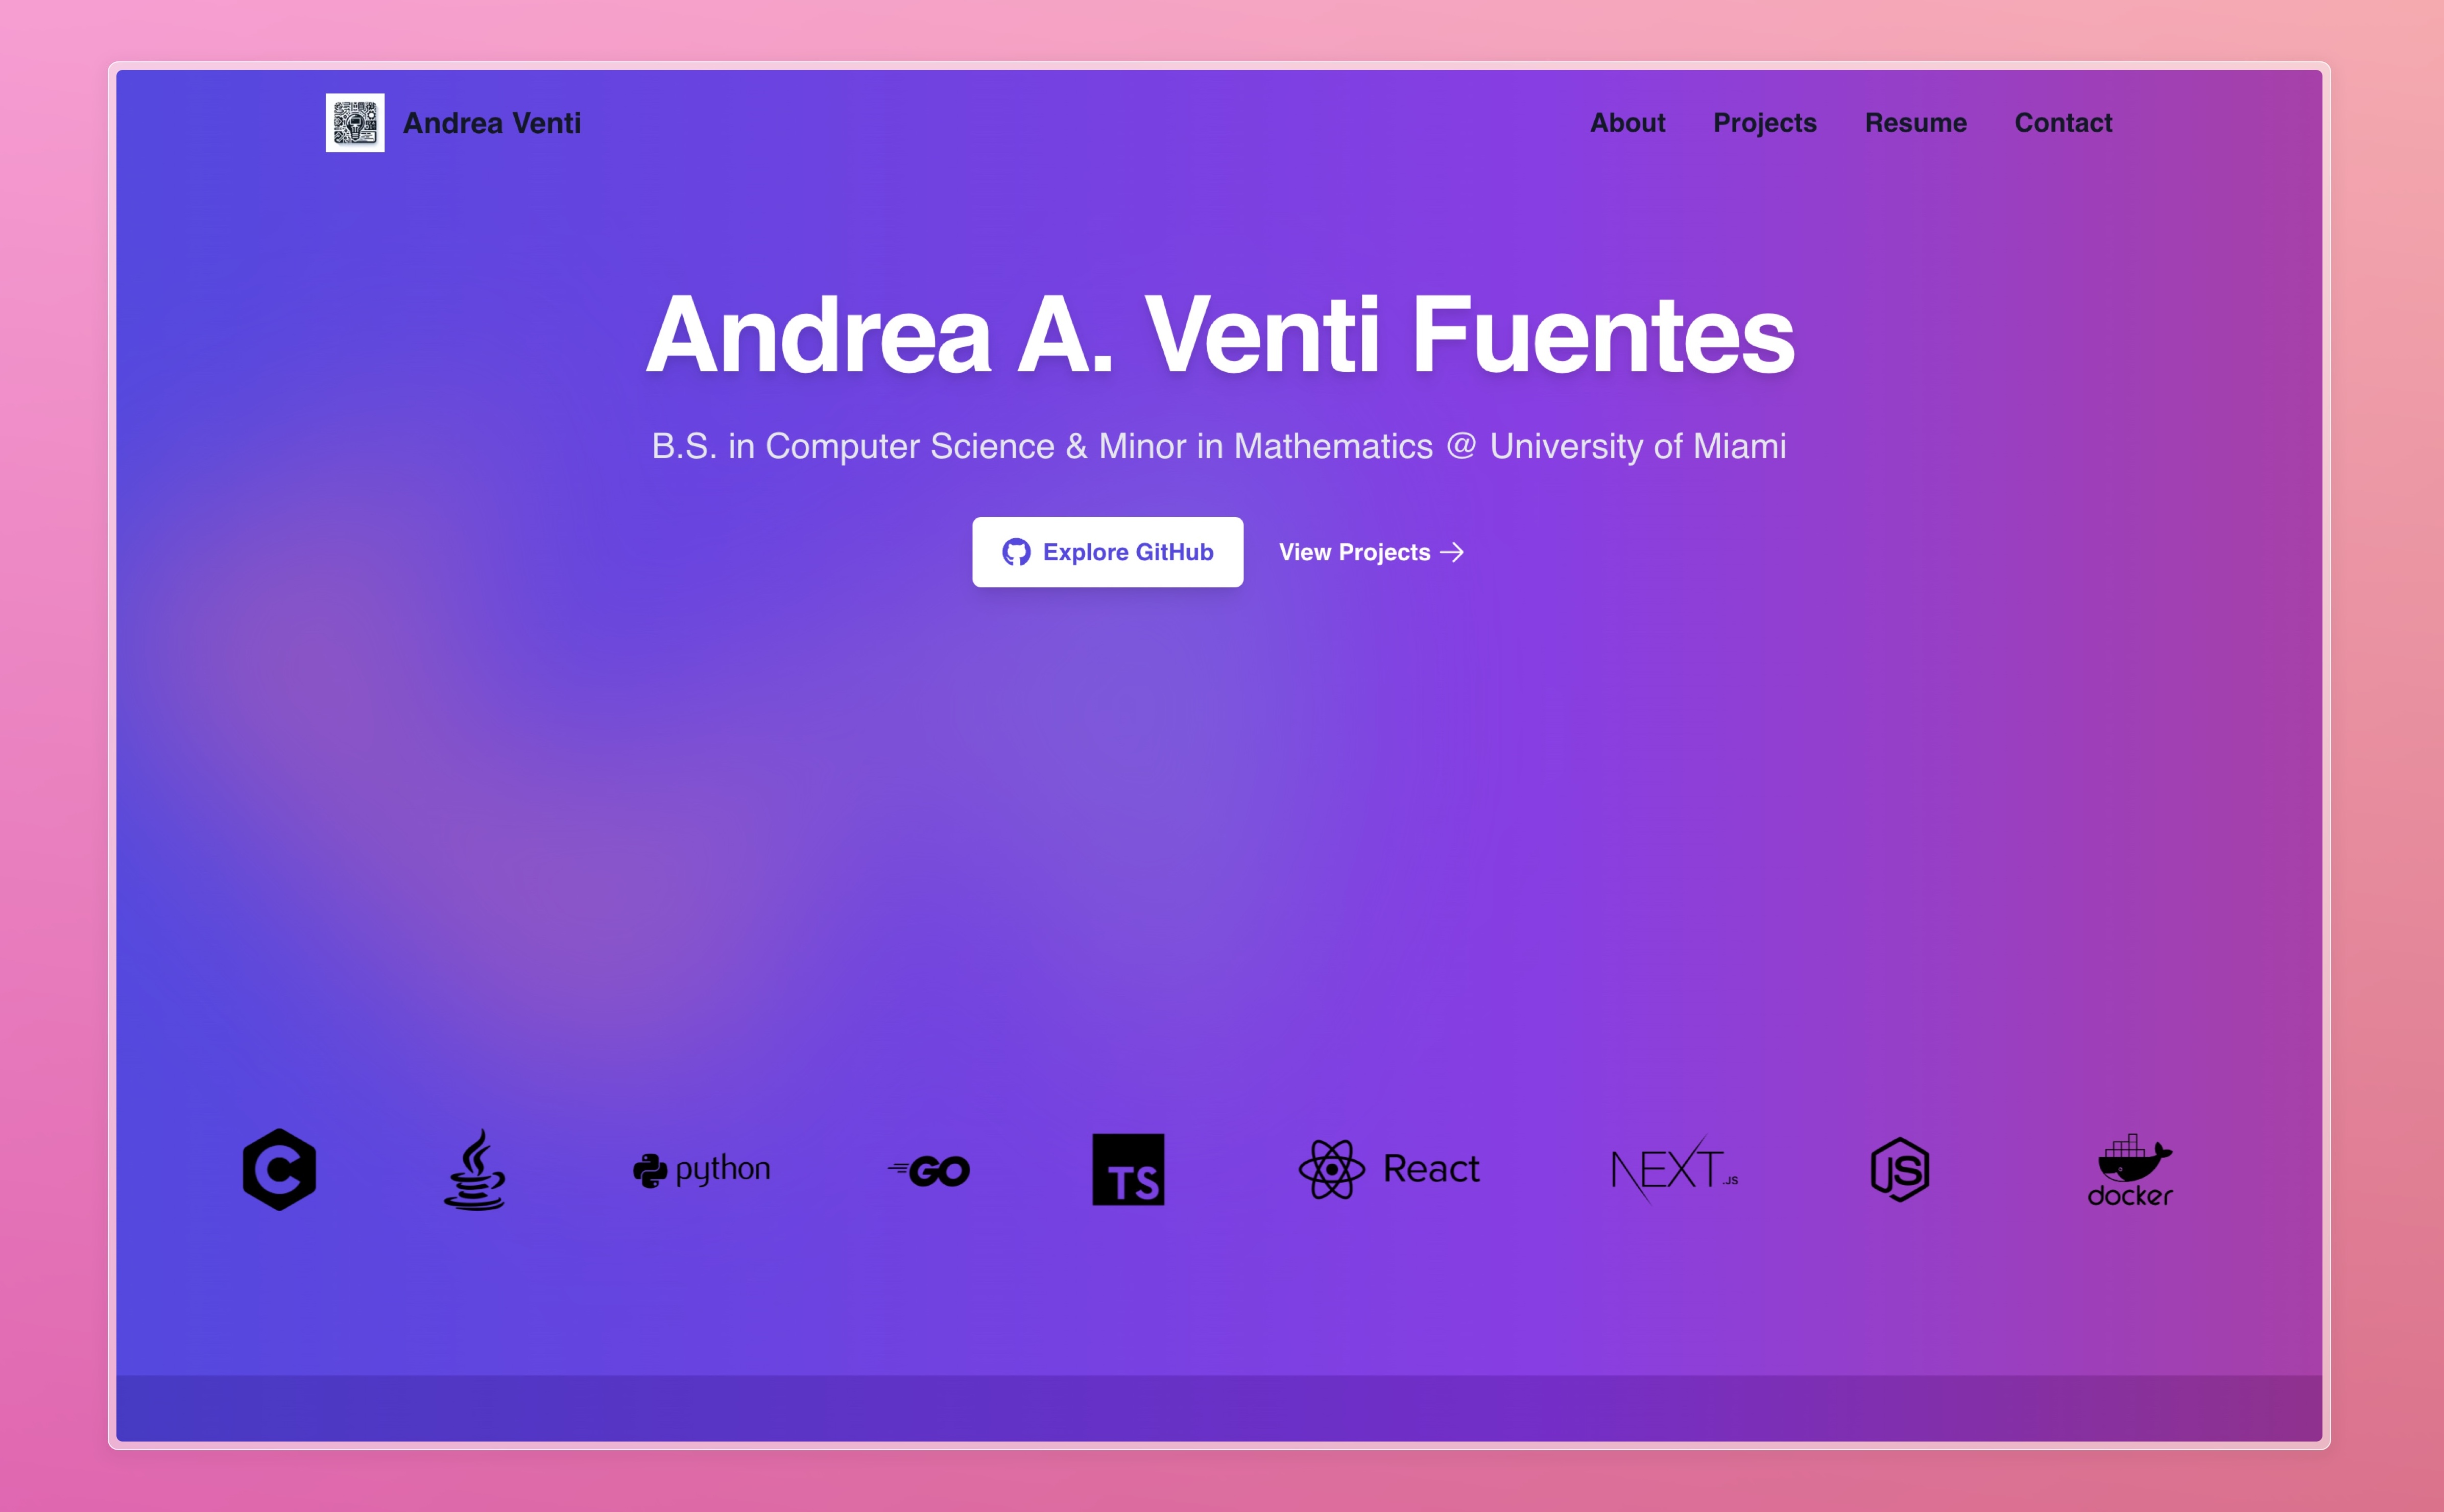 Andrea Venti
About Projects Resume Contact
Andrea A. Venti Fuentes
B.S. in Computer Science & Minor in Mathematics @ University of Miami
Explore GitHub View Projects →
C python GO TS React NEXT.JS JS docker